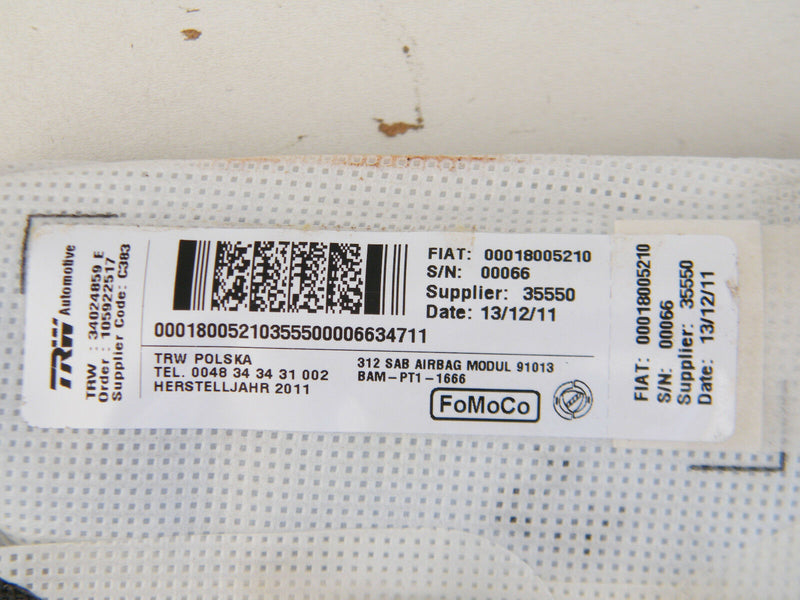 TRW Automotive
TRW : 34024859 E
Order : 105922517
Supplier Code: C383
FIAT: 00018005210
S/N: 00066
Supplier: 35550
Date: 13/12/11
00018005210355500006634711
TRW POLSKA
TEL. 0048 34 34 31 002
HERSTELLJAHR 2011
312 SAB AIRBAG MODUL 91013
BAM-PT1-1666
FoMoCo
FIAT: 00018005210
S/N: 00066
Supplier: 35550
Date: 13/12/11